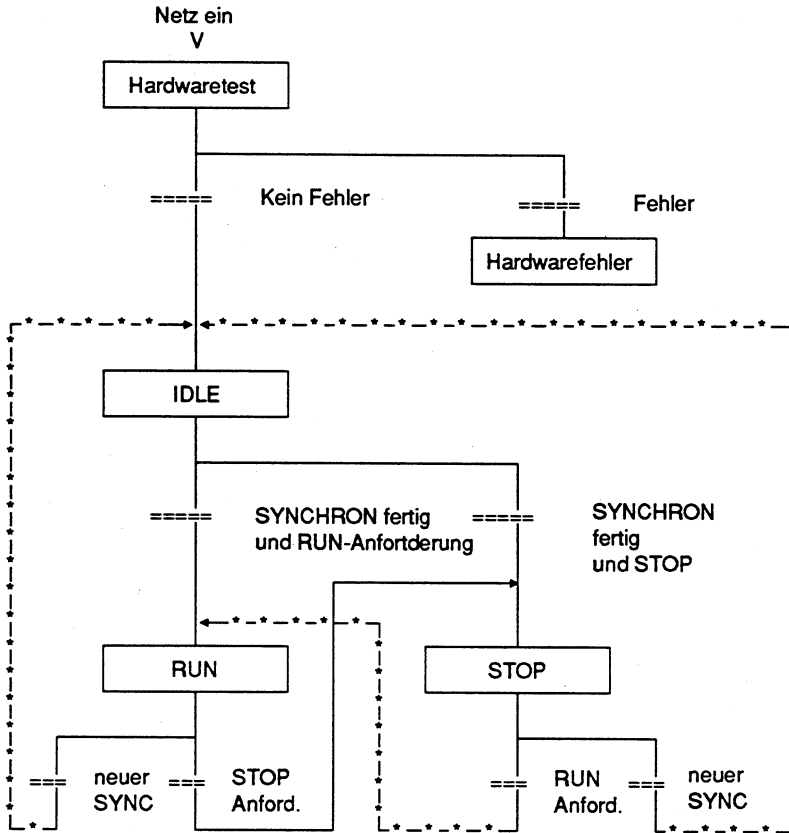 Netz ein
V
Hardwaretest
===== Kein Fehler
===== Fehler
Hardwarefehler
IDLE
===== SYNCHRON fertig
und RUN-Anfortderung
===== SYNCHRON
fertig
und STOP
RUN
STOP
==== neuer
SYNC
==== STOP
Anford.
==== RUN
Anford.
==== neuer
SYNC